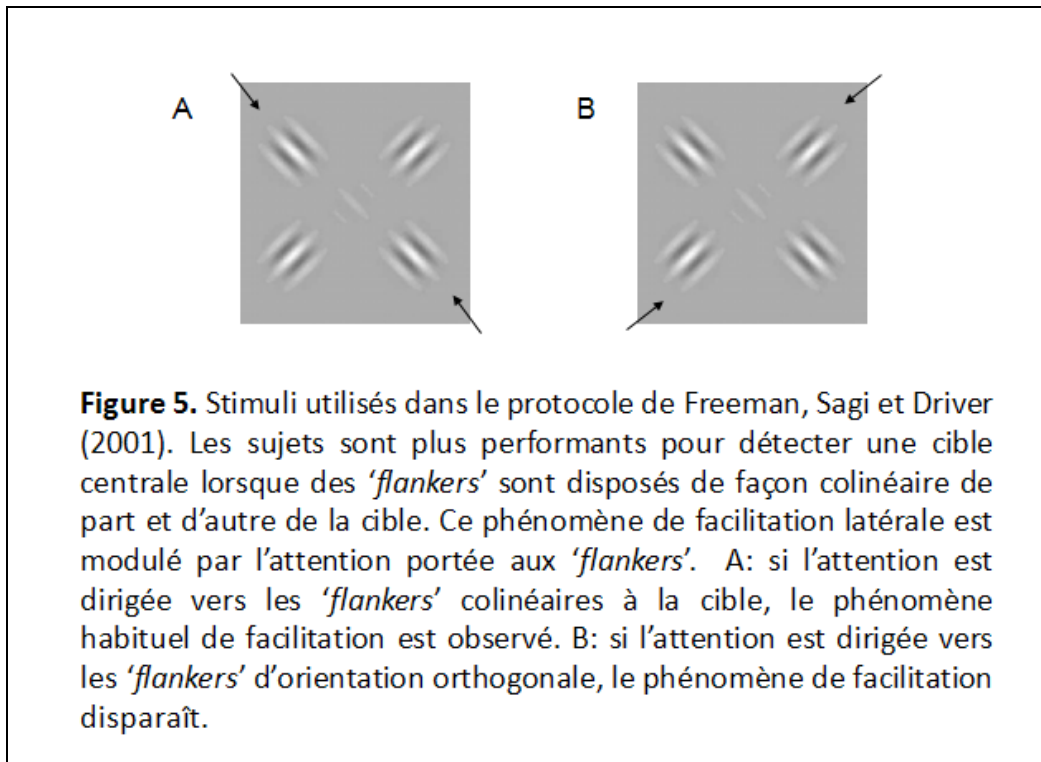 A
B
Figure 5. Stimuli utilisés dans le protocole de Freeman, Sagi et Driver
(2001). Les sujets sont plus performants pour détecter une cible
centrale lorsque des ‘flankers’ sont disposés de façon colinéaire de
part et d’autre de la cible. Ce phénomène de facilitation latérale est
modulé par l’attention portée aux ‘flankers’. A: si l’attention est
dirigée vers les ‘flankers’ colinéaires à la cible, le phénomène
habituel de facilitation est observé. B: si l’attention est dirigée vers
les ‘flankers’ d’orientation orthogonale, le phénomène de facilitation
disparaît.